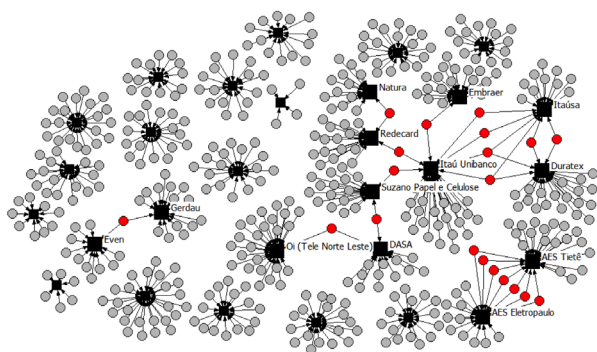 Natura
Embraer
Itaúsa
Redecard
Itaú Unibanco
Duratex
Suzano Papel e Celulose
Gerdau
Even
Oi (Tele Norte Leste)
DASA
AES Tietê
AES Eletropaulo